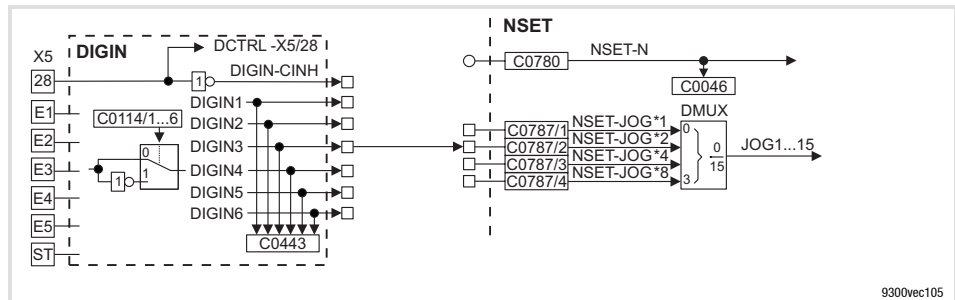 NSET
DIGIN
DCTRL -X5/28
X5
28
1
DIGIN-CINH
C0780
NSET-N
C0046
E1
C0114/1...6
DIGIN1
DIGIN2
DMUX
E2
0
DIGIN3
C0787/1
NSET-JOG*1
0
C0787/2
NSET-JOG*2
0
15
JOG1...15
E3
1
1
DIGIN4
C0787/3
NSET-JOG*4
C0787/4
NSET-JOG*8
3
E4
DIGIN5
E5
DIGIN6
ST
C0443
9300vec105